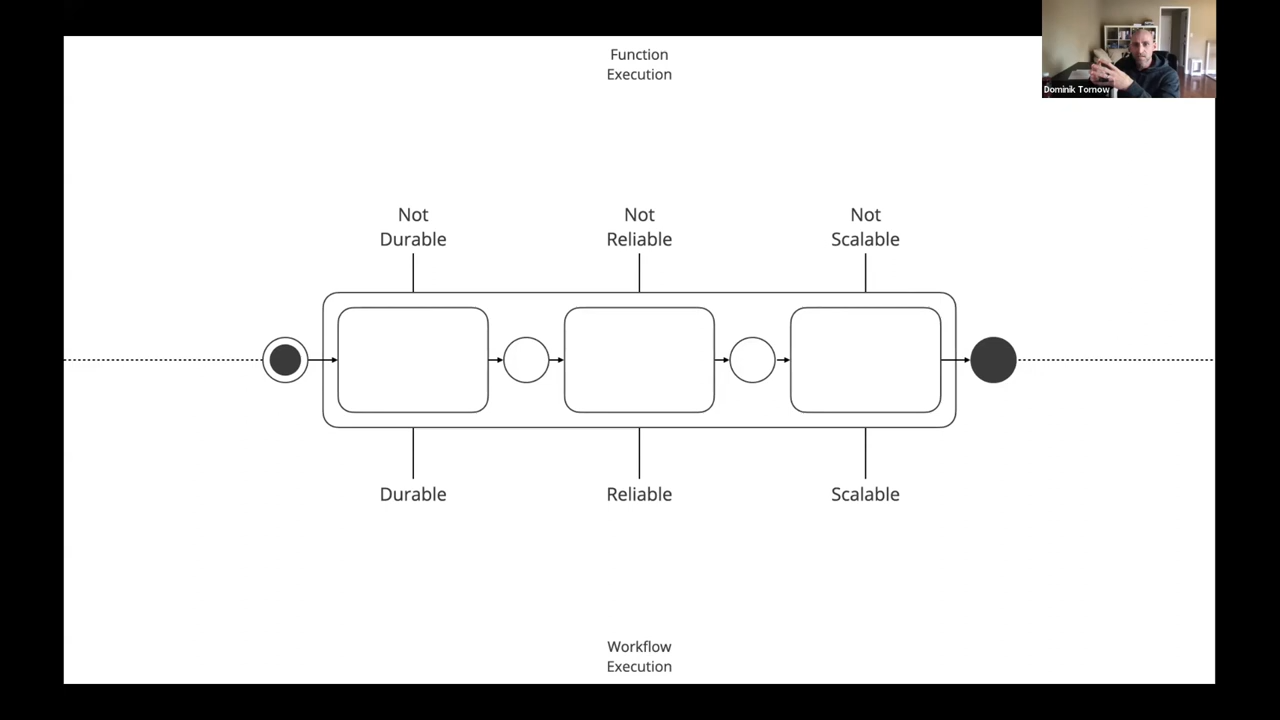 Function
Execution
Dominik Tornow
Not
Durable
Not
Reliable
Not
Scalable
Durable
Reliable
Scalable
Workflow
Execution